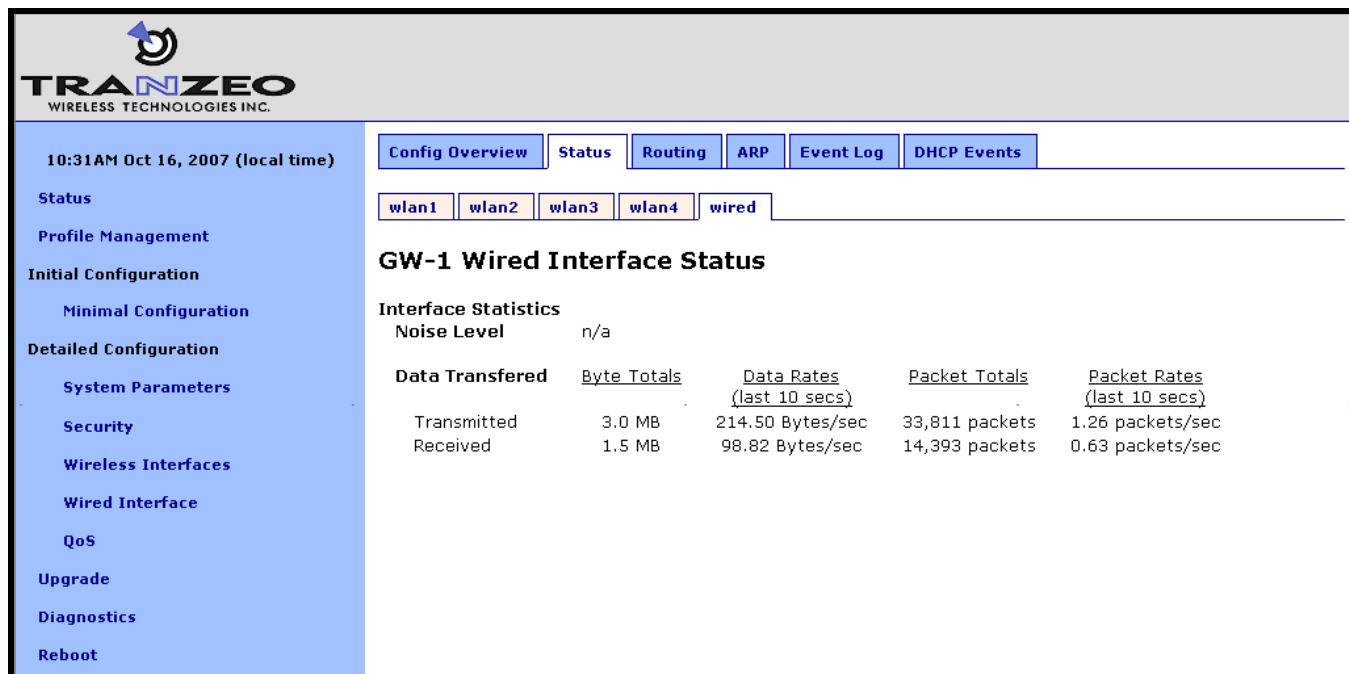 TRANZEO
WIRELESS TECHNOLOGIES INC.
10:31AM Oct 16, 2007 (local time)
Status
Profile Management
Initial Configuration
Minimal Configuration
Detailed Configuration
System Parameters
Security
Wireless Interfaces
Wired Interface
QoS
Upgrade
Diagnostics
Reboot
Config Overview Status Routing ARP Event Log DHCP Events
wlan1 wlan2 wlan3 wlan4 wired
GW-1 Wired Interface Status
Interface Statistics
Noise Level n/a
Data Transfered Byte Totals Data Rates Packet Totals Packet Rates
(last 10 secs) (last 10 secs)
Transmitted 3.0 MB 214.50 Bytes/sec 33,811 packets 1.26 packets/sec
Received 1.5 MB 98.82 Bytes/sec 14,393 packets 0.63 packets/sec